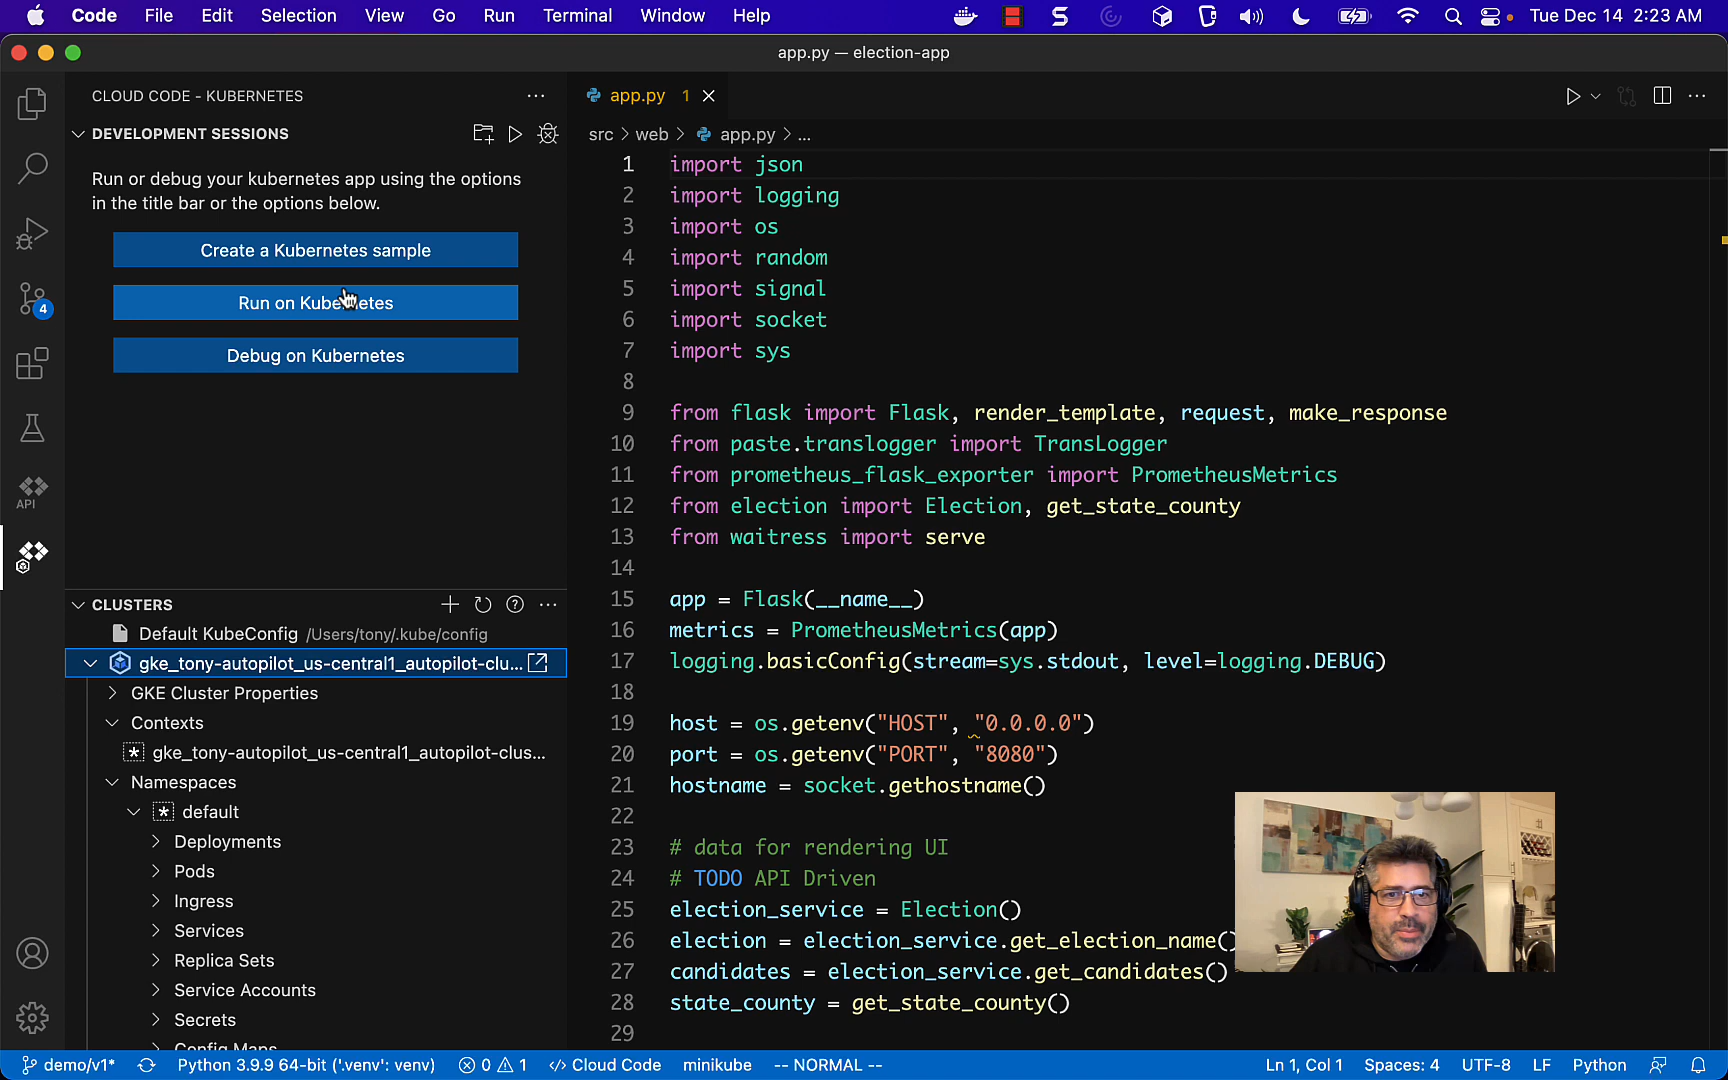 Code File Edit Selection View Go Run Terminal Window Help Tue Dec 14 2:23 AM
app.py — election-app
CLOUD CODE - KUBERNETES
DEVELOPMENT SESSIONS
Run or debug your kubernetes app using the options
in the title bar or the options below.
Create a Kubernetes sample
Run on Kubernetes
Debug on Kubernetes
4
API
CLUSTERS
Default KubeConfig /Users/tony/.kube/config
gke_tony-autopilot_us-central1_autopilot-clu...
GKE Cluster Properties
Contexts
gke_tony-autopilot_us-central1_autopilot-clus...
Namespaces
default
Deployments
Pods
Ingress
Services
Replica Sets
Service Accounts
Secrets
Config Maps
app.py 1
src > web > app.py > ...
1 import json
2 import logging
3 import os
4 import random
5 import signal
6 import socket
7 import sys
8
9 from flask import Flask, render_template, request, make_response
10 from paste.translogger import TransLogger
11 from prometheus_flask_exporter import PrometheusMetrics
12 from election import Election, get_state_county
13 from waitress import serve
14
15 app = Flask(__name__)
16 metrics = PrometheusMetrics(app)
17 logging.basicConfig(stream=sys.stdout, level=logging.DEBUG)
18
19 host = os.getenv("HOST", "0.0.0.0")
20 port = os.getenv("PORT", "8080")
21 hostname = socket.gethostname()
22
23 # data for rendering UI
24 # TODO API Driven
25 election_service = Election()
26 election = election_service.get_election_name()
27 candidates = election_service.get_candidates()
28 state_county = get_state_county()
29
demo/v1* Python 3.9.9 64-bit ('.venv': venv) 0 1 Cloud Code minikube -- NORMAL -- Ln 1, Col 1 Spaces: 4 UTF-8 LF Python